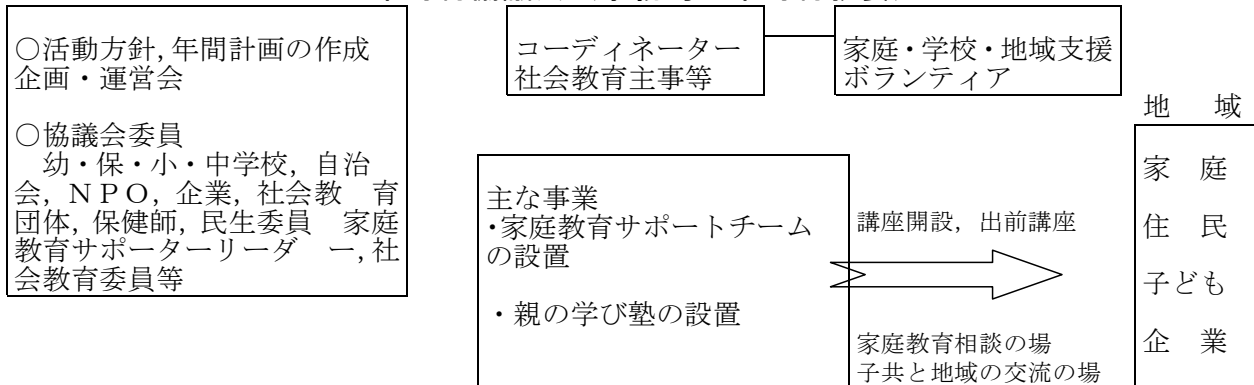 ○活動方針,年間計画の作成
企画・運営会
○協議会委員
幼・保・小・中学校, 自治
会, NPO, 企業, 社会教 育
団体, 保健師, 民生委員 家庭
教育サポーターリーダ ー, 社
会教育委員等
コーディネーター
社会教育主事等
家庭・学校・地域支援
ボランティア
主な事業
・家庭教育サポートチーム
の設置
・親の学び塾の設置
講座開設, 出前講座
家庭教育相談の場
子共と地域の交流の場
地 域
家 庭
住 民
子ども
企 業